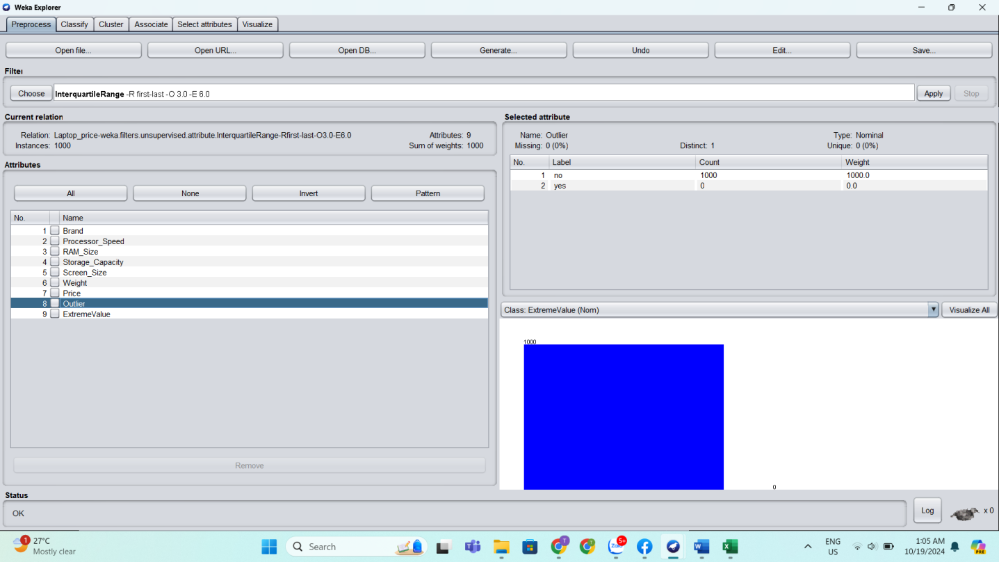 Weka Explorer
Preprocess Classify Cluster Associate Select attributes Visualize
Open file... Open URL... Open DB... Generate... Undo Edit... Save...
Filter
Choose InterquartileRange -R first-last -O 3.0 -E 6.0 Apply Stop
Current relation
Relation: Laptop_price-weka.filters.unsupervised.attribute.InterquartileRange-Rfirst-last-O3.0-E6.0 Attributes: 9
Instances: 1000 Sum of weights: 1000
Attributes
All None Invert Pattern
No. Name
1 Brand
2 Processor_Speed
3 RAM_Size
4 Storage_Capacity
5 Screen_Size
6 Weight
7 Price
8 Outlier
9 ExtremeValue
Remove
Selected attribute
Name: Outlier Type: Nominal
Missing: 0 (0%) Distinct: 1 Unique: 0 (0%)
No. Label Count Weight
1 no 1000 1000.0
2 yes 0 0.0
Class: ExtremeValue (Nom) Visualize All
1000
0
Status
OK Log x 0
1 27°C
Mostly clear
Search
T
T
5+
Zalo
W
X
ENG
US
1:05 AM
10/19/2024
PRE